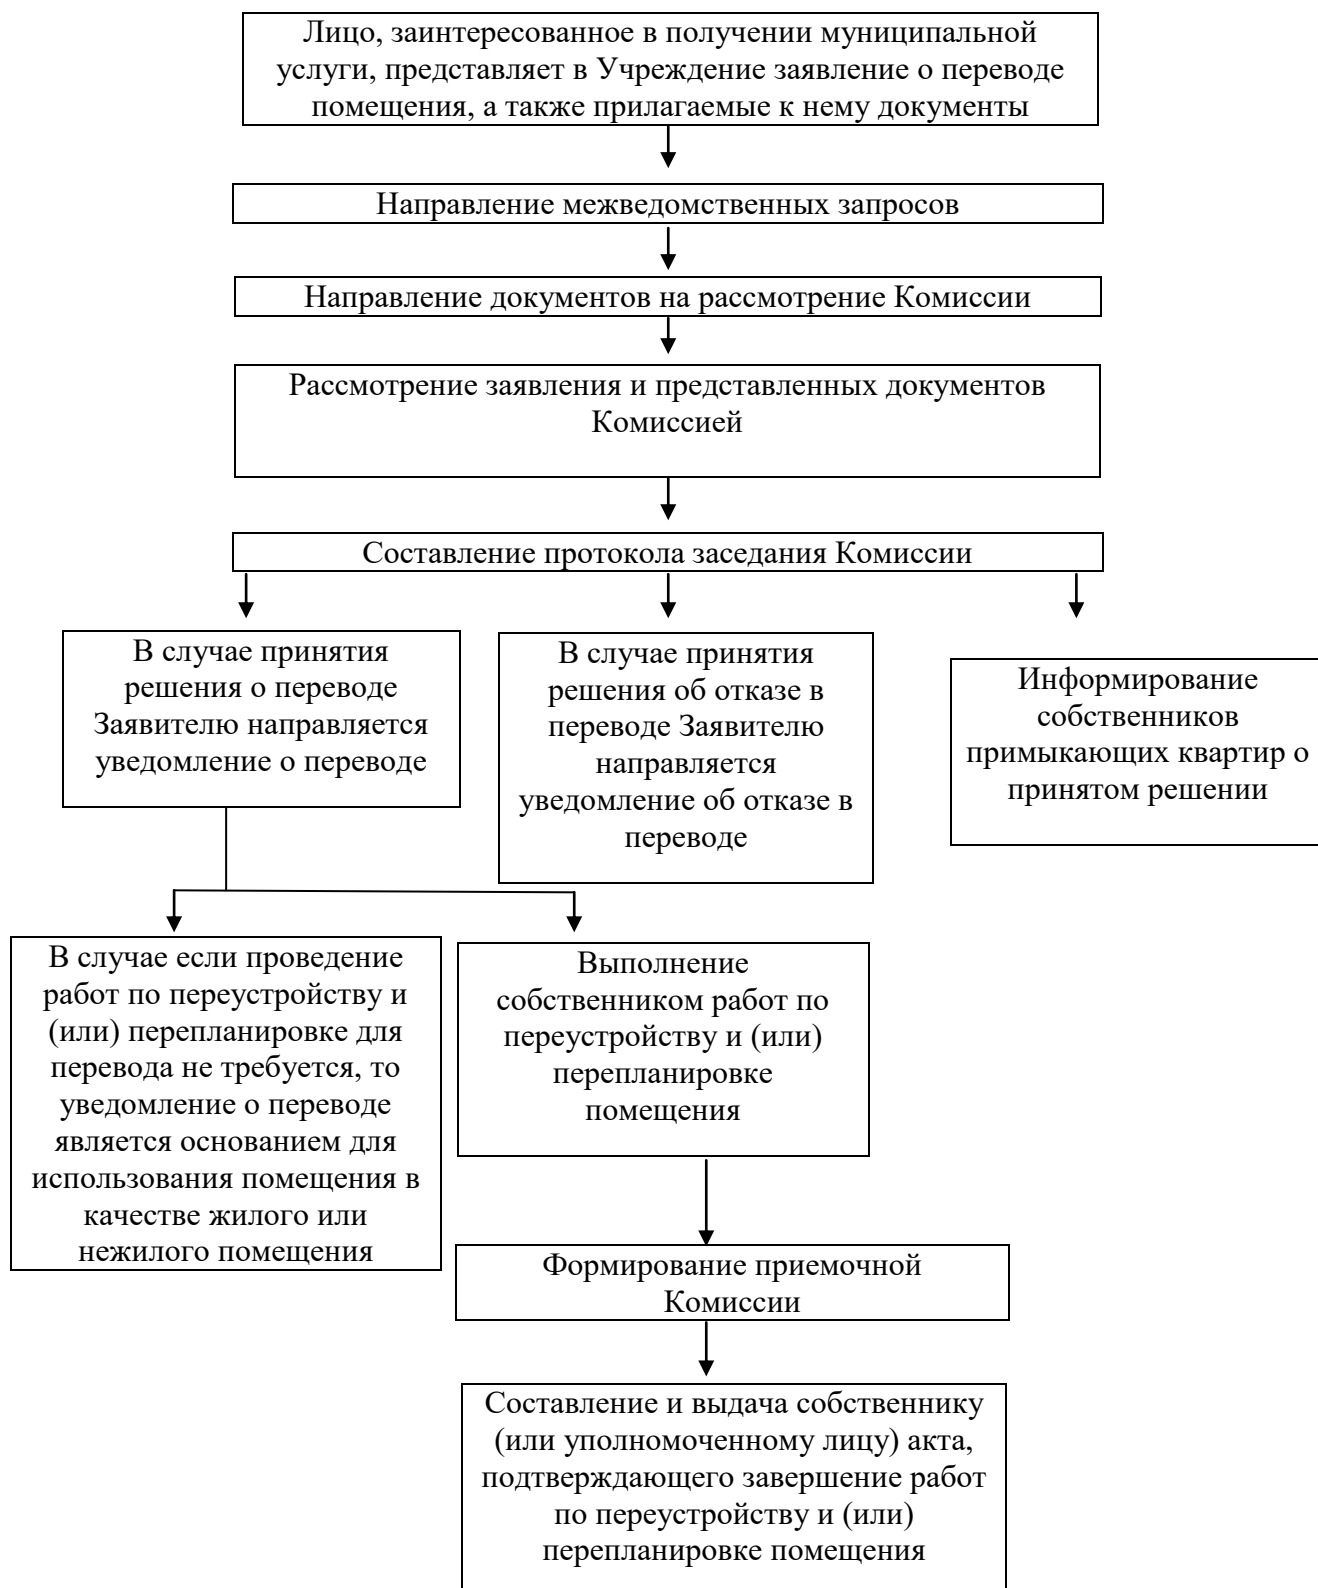 Лицо, заинтересованное в получении муниципальной
услуги, представляет в Учреждение заявление о переводе
помещения, а также прилагаемые к нему документы
Направление межведомственных запросов
Направление документов на рассмотрение Комиссии
Рассмотрение заявления и представленных документов
Комиссией
Составление протокола заседания Комиссии
В случае принятия
решения о переводе
Заявителю направляется
уведомление о переводе
В случае принятия
решения об отказе в
переводе Заявителю
направляется
уведомление об отказе в
переводе
Информирование
собственников
примыкающих квартир о
принятом решении
В случае если проведение
работ по переустройству и
(или) перепланировке для
перевода не требуется, то
уведомление о переводе
является основанием для
использования помещения в
качестве жилого или
нежилого помещения
Выполнение
собственником работ по
переустройству и (или)
перепланировке
помещения
Формирование приемочной
Комиссии
Составление и выдача собственнику
(или уполномоченному лицу) акта,
подтверждающего завершение работ
по переустройству и (или)
перепланировке помещения